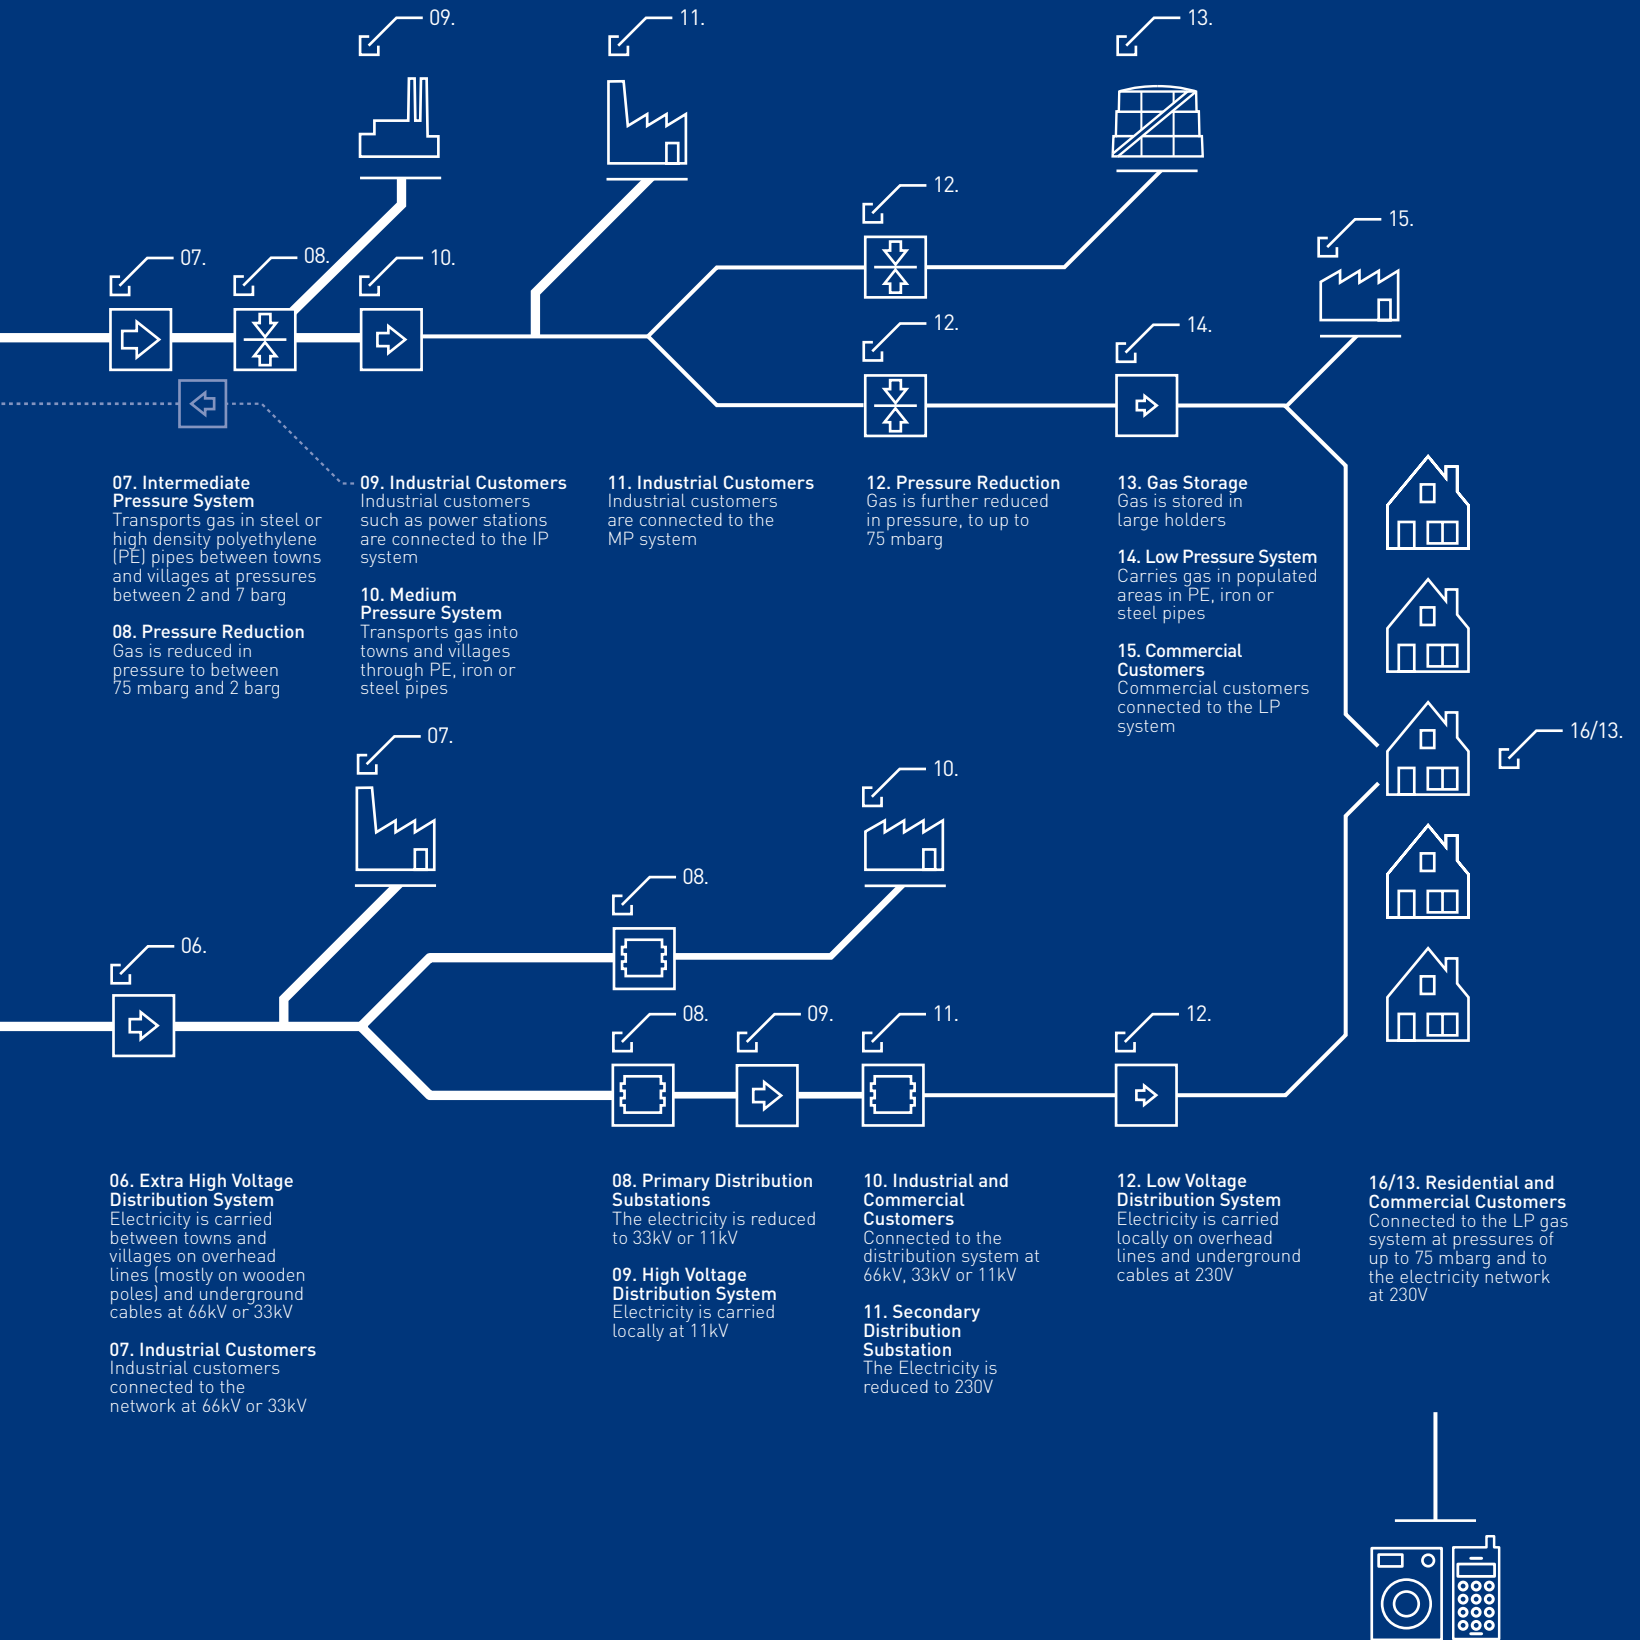 09.
11.
13.
12.
15.
07.
08.
10.
12.
14.
07. Intermediate
Pressure System
Transports gas in steel or
high density polyethylene
(PE) pipes between towns
and villages at pressures
between 2 and 7 barg
08. Pressure Reduction
Gas is reduced in
pressure to between
75 mbarg and 2 barg
09. Industrial Customers
Industrial customers
such as power stations
are connected to the IP
system
10. Medium
Pressure System
Transports gas into
towns and villages
through PE, iron or
steel pipes
11. Industrial Customers
Industrial customers
are connected to the
MP system
12. Pressure Reduction
Gas is further reduced
in pressure, to up to
75 mbarg
13. Gas Storage
Gas is stored in
large holders
14. Low Pressure System
Carries gas in populated
areas in PE, iron or
steel pipes
15. Commercial
Customers
Commercial customers
connected to the LP
system
16/13.
07.
10.
08.
06.
08.
09.
11.
12.
06. Extra High Voltage
Distribution System
Electricity is carried
between towns and
villages on overhead
lines (mostly on wooden
poles) and underground
cables at 66kV or 33kV
07. Industrial Customers
Industrial customers
connected to the
network at 66kV or 33kV
08. Primary Distribution
Substations
The electricity is reduced
to 33kV or 11kV
09. High Voltage
Distribution System
Electricity is carried
locally at 11kV
10. Industrial and
Commercial
Customers
Connected to the
distribution system at
66kV, 33kV or 11kV
11. Secondary
Distribution
Substation
The Electricity is
reduced to 230V
12. Low Voltage
Distribution System
Electricity is carried
locally on overhead
lines and underground
cables at 230V
16/13. Residential and
Commercial Customers
Connected to the LP gas
system at pressures of
up to 75 mbarg and to
the electricity network
at 230V